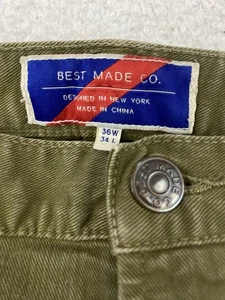 BEST MADE CO.
DESIGNED IN NEW YORK
MADE IN CHINA
36W
34 L